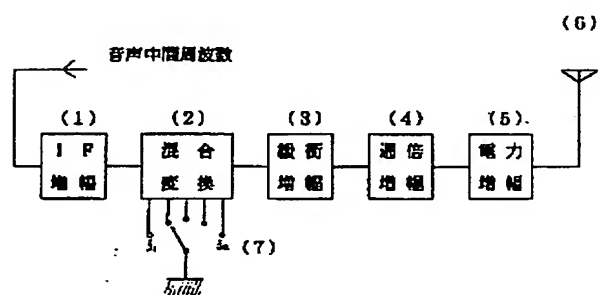 (6)
音声中間周波数
(1) (2) (3) (4) (5)
IF 混合 緩衝 逓倍 電力
増幅 変換 増幅 増幅 増幅
(7)